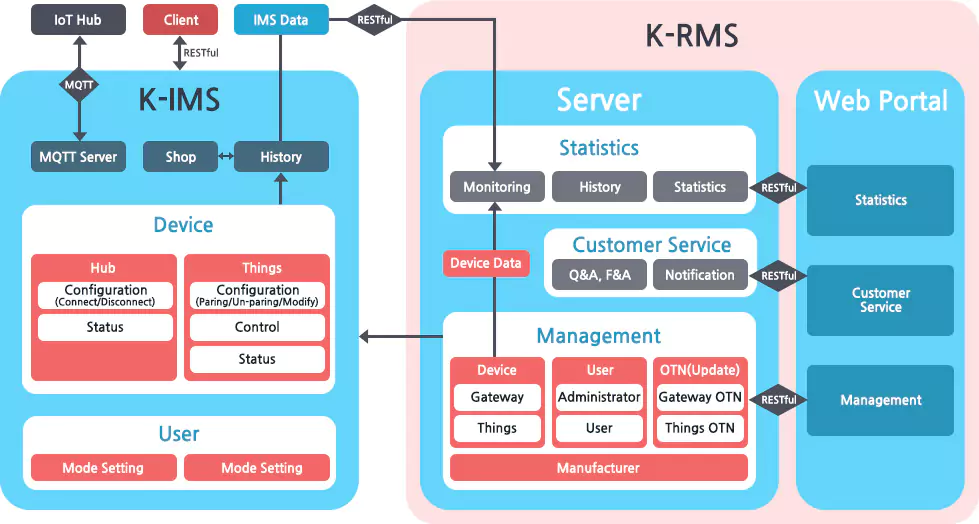 IoT Hub
Client
IMS Data
RESTful
K-RMS
RESTful
MQTT
K-IMS
MQTT Server
Shop
History
Device
Hub
Configuration
(Connect/Disconnect)
Status
Things
Configuration
(Paring/Un-paring/Modify)
Control
Status
User
Mode Setting
Mode Setting
Server
Statistics
Monitoring
History
Statistics
Device Data
Customer Service
Q&A, F&A
Notification
Management
Device
Gateway
Things
User
Administrator
User
OTN(Update)
Gateway OTN
Things OTN
Manufacturer
RESTful
RESTful
RESTful
Web Portal
Statistics
Customer
Service
Management